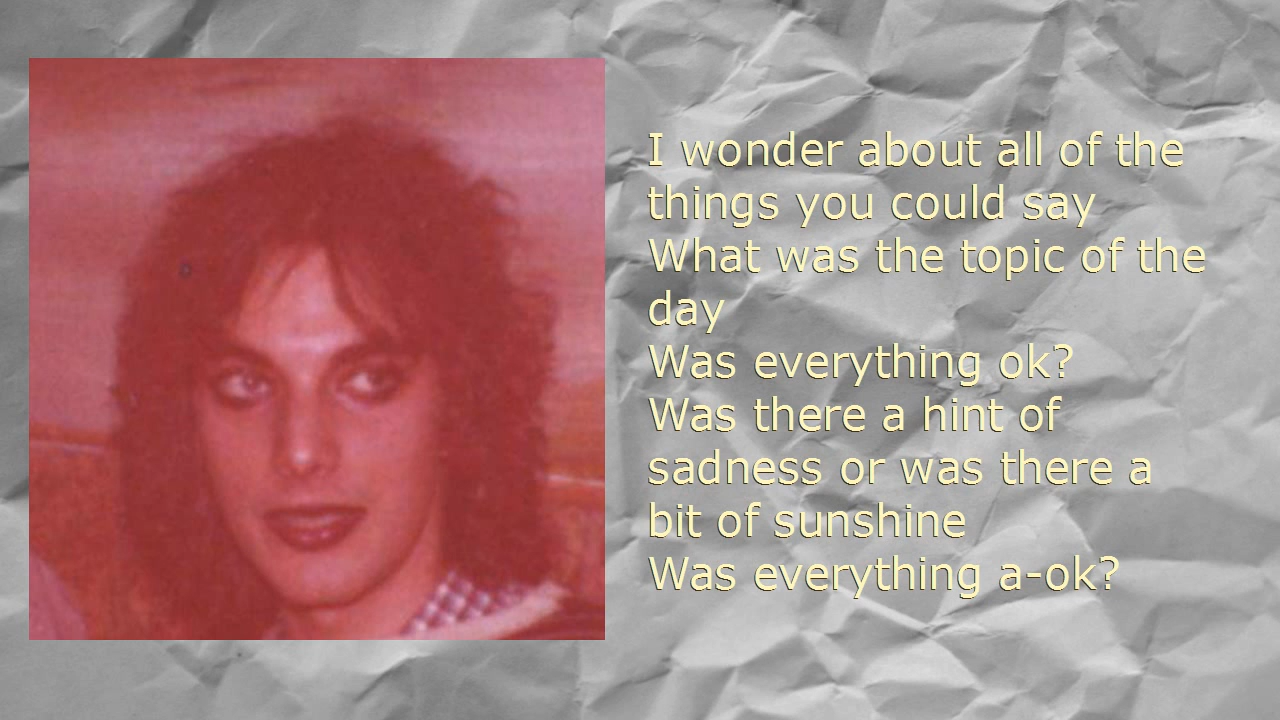 I wonder about all of the
things you could say
What was the topic of the
day
Was everything ok?
Was there a hint of
sadness or was there a
bit of sunshine
Was everything a-ok?